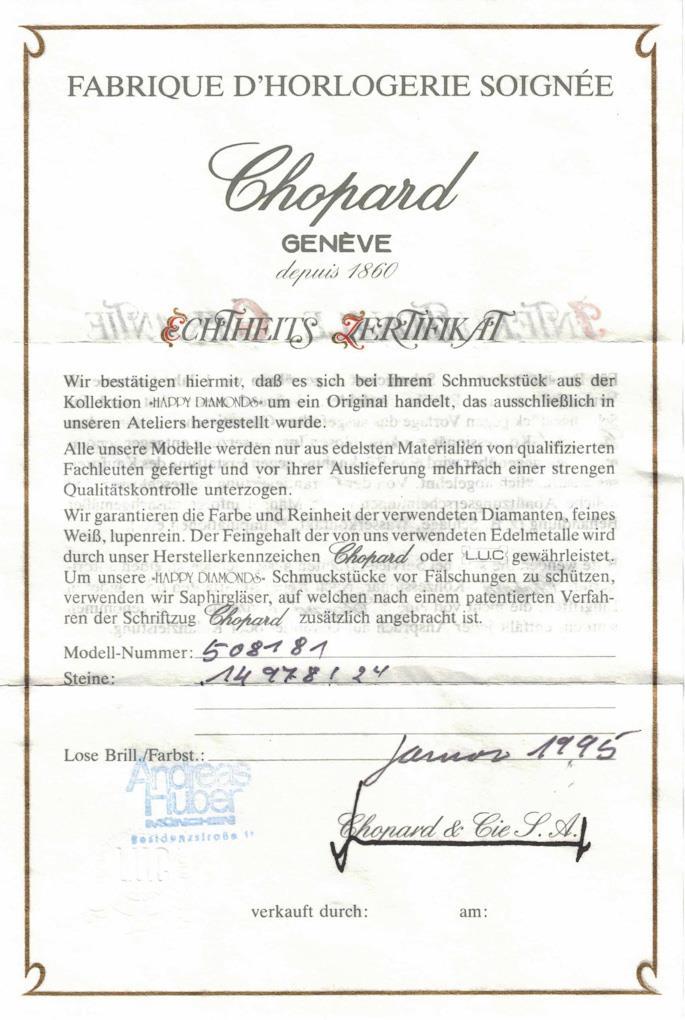 FABRIQUE D'HORLOGERIE SOIGNÉE
Chopard
GENÈVE
depuis 1860
ECHTHEITS ZERTIFIKAT
Wir bestätigen hiermit, daß es sich bei Ihrem Schmuckstück aus der
Kollektion «HAPPY DIAMONDS» um ein Original handelt, das ausschließlich in
unseren Ateliers hergestellt wurde.
Alle unsere Modelle werden nur aus edelsten Materialien von qualifizierten
Fachleuten gefertigt und vor ihrer Auslieferung mehrfach einer strengen
Qualitätskontrolle unterzogen.
Wir garantieren die Farbe und Reinheit der verwendeten Diamanten, feines
Weiß, lupenrein. Der Feingehalt der von uns verwendeten Edelmetalle wird
durch unser Herstellerkennzeichen Chopard oder L.U.C gewährleistet.
Um unsere «HAPPY DIAMONDS» Schmuckstücke vor Fälschungen zu schützen,
verwenden wir Saphirgläser, auf welchen nach einem patentierten Verfah-
ren der Schriftzug Chopard zusätzlich angebracht ist.
Modell-Nummer: 508181
Steine: 149781 24
Lose Brill./Farbst.: Januar 1995
Andreas
Huber
MÜNCHEN
Residenzstraße 11
Chopard & Cie S.A.
verkauft durch: am: